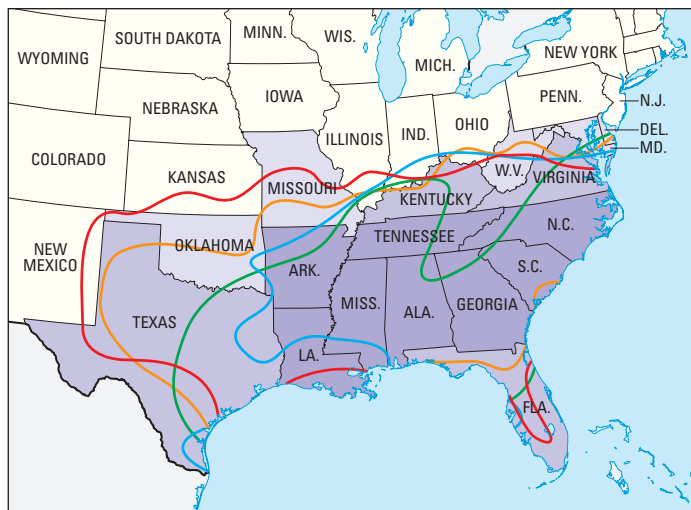 WYOMING
SOUTH DAKOTA
MINN.
WIS.
MICH.
NEW YORK
NEBRASKA
IOWA
PENN.
N.J.
ILLINOIS
IND.
OHIO
DEL.
MD.
COLORADO
KANSAS
MISSOURI
W.V.
VIRGINIA
KENTUCKY
NEW
MEXICO
OKLAHOMA
TENNESSEE
N.C.
ARK.
S.C.
TEXAS
MISS.
ALA.
GEORGIA
LA.
FLA.